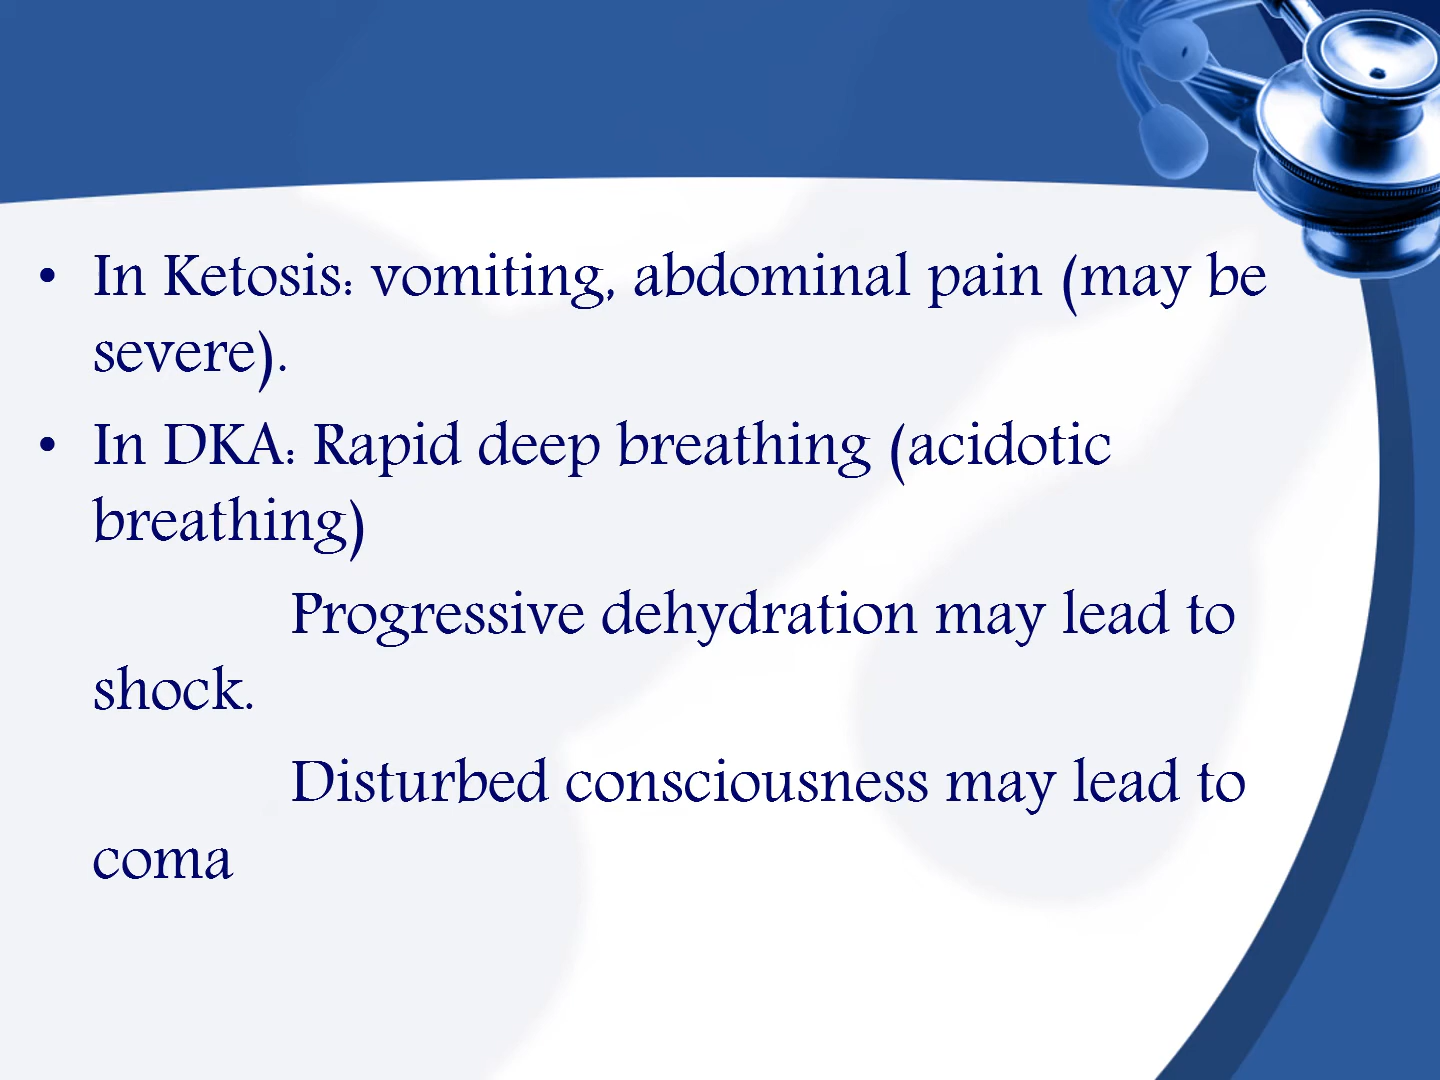 • In Ketosis: vomiting, abdominal pain (may be
severe).
• In DKA: Rapid deep breathing (acidotic
breathing)
Progressive dehydration may lead to
shock.
Disturbed consciousness may lead to
coma